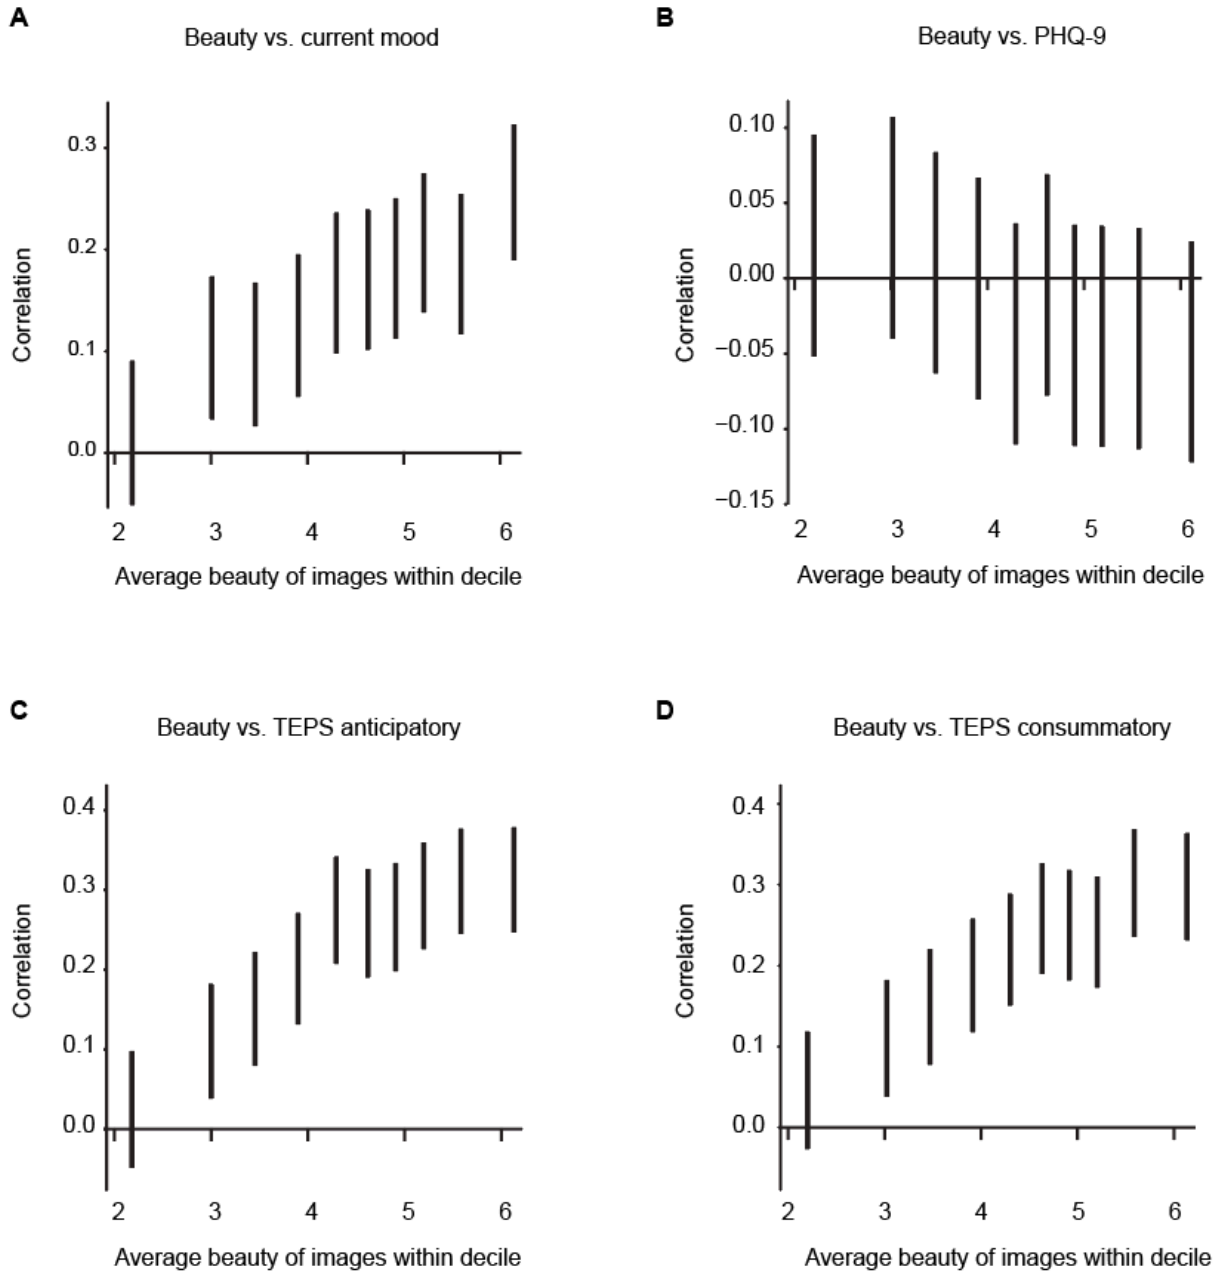 A
Beauty vs. current mood
0.3
0.2
0.1
0.0
Correlation
2 3 4 5 6
Average beauty of images within decile
B
Beauty vs. PHQ-9
0.10
0.05
0.00
−0.05
−0.10
−0.15
Correlation
2 3 4 5 6
Average beauty of images within decile
C
Beauty vs. TEPS anticipatory
0.4
0.3
0.2
0.1
0.0
Correlation
2 3 4 5 6
Average beauty of images within decile
D
Beauty vs. TEPS consummatory
0.4
0.3
0.2
0.1
0.0
Correlation
2 3 4 5 6
Average beauty of images within decile